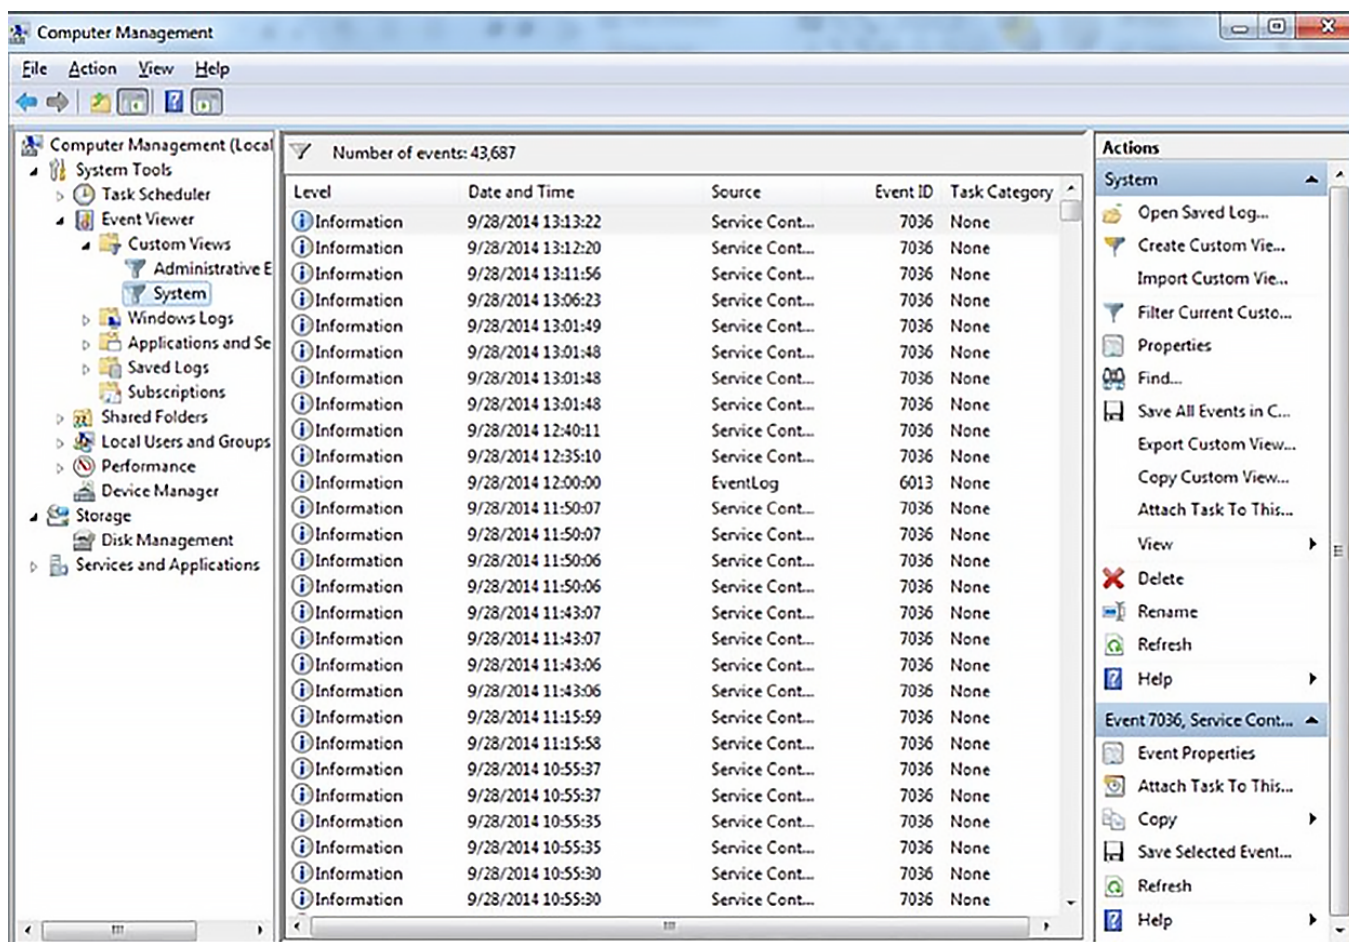 Computer Management
File Action View Help
Computer Management (Local
System Tools
Task Scheduler
Event Viewer
Custom Views
Administrative E
System
Windows Logs
Applications and Se
Saved Logs
Subscriptions
Shared Folders
Local Users and Groups
Performance
Device Manager
Storage
Disk Management
Services and Applications
Number of events: 43,687
Level Date and Time Source Event ID Task Category
Information 9/28/2014 13:13:22 Service Cont... 7036 None
Information 9/28/2014 13:12:20 Service Cont... 7036 None
Information 9/28/2014 13:11:56 Service Cont... 7036 None
Information 9/28/2014 13:06:23 Service Cont... 7036 None
Information 9/28/2014 13:01:49 Service Cont... 7036 None
Information 9/28/2014 13:01:48 Service Cont... 7036 None
Information 9/28/2014 13:01:48 Service Cont... 7036 None
Information 9/28/2014 13:01:48 Service Cont... 7036 None
Information 9/28/2014 12:40:11 Service Cont... 7036 None
Information 9/28/2014 12:35:10 Service Cont... 7036 None
Information 9/28/2014 12:00:00 EventLog 6013 None
Information 9/28/2014 11:50:07 Service Cont... 7036 None
Information 9/28/2014 11:50:07 Service Cont... 7036 None
Information 9/28/2014 11:50:06 Service Cont... 7036 None
Information 9/28/2014 11:50:06 Service Cont... 7036 None
Information 9/28/2014 11:43:07 Service Cont... 7036 None
Information 9/28/2014 11:43:07 Service Cont... 7036 None
Information 9/28/2014 11:43:06 Service Cont... 7036 None
Information 9/28/2014 11:43:06 Service Cont... 7036 None
Information 9/28/2014 11:15:59 Service Cont... 7036 None
Information 9/28/2014 11:15:58 Service Cont... 7036 None
Information 9/28/2014 10:55:37 Service Cont... 7036 None
Information 9/28/2014 10:55:37 Service Cont... 7036 None
Information 9/28/2014 10:55:35 Service Cont... 7036 None
Information 9/28/2014 10:55:35 Service Cont... 7036 None
Information 9/28/2014 10:55:30 Service Cont... 7036 None
Information 9/28/2014 10:55:30 Service Cont... 7036 None
Actions
System
Open Saved Log...
Create Custom Vie...
Import Custom Vie...
Filter Current Custo...
Properties
Find...
Save All Events in C...
Export Custom View...
Copy Custom View...
Attach Task To This...
View
Delete
Rename
Refresh
Help
Event 7036, Service Cont...
Event Properties
Attach Task To This...
Copy
Save Selected Event...
Refresh
Help